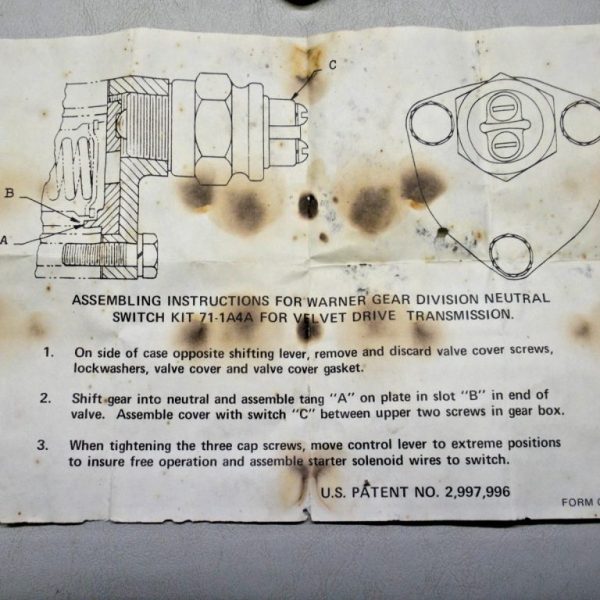 C
B
A
ASSEMBLING INSTRUCTIONS FOR WARNER GEAR DIVISION NEUTRAL
SWITCH KIT 71-1A4A FOR VELVET DRIVE TRANSMISSION.
1. On side of case opposite shifting lever, remove and discard valve cover screws,
lockwashers, valve cover and valve cover gasket.
2. Shift gear into neutral and assemble tang "A" on plate in slot "B" in end of
valve. Assemble cover with switch "C" between upper two screws in gear box.
3. When tightening the three cap screws, move control lever to extreme positions
to insure free operation and assemble starter solenoid wires to switch.
U.S. PATENT NO. 2,997,996
FORM